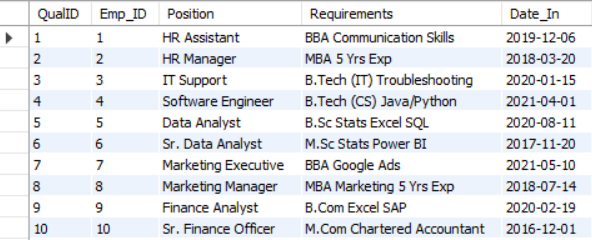 QualID Emp_ID Position Requirements Date_In
1 1 HR Assistant BBA Communication Skills 2019-12-06
2 2 HR Manager MBA 5 Yrs Exp 2018-03-20
3 3 IT Support B.Tech (IT) Troubleshooting 2020-01-15
4 4 Software Engineer B.Tech (CS) Java/Python 2021-04-01
5 5 Data Analyst B.Sc Stats Excel SQL 2020-08-11
6 6 Sr. Data Analyst M.Sc Stats Power BI 2017-11-20
7 7 Marketing Executive BBA Google Ads 2021-05-10
8 8 Marketing Manager MBA Marketing 5 Yrs Exp 2018-07-14
9 9 Finance Analyst B.Com Excel SAP 2020-02-19
10 10 Sr. Finance Officer M.Com Chartered Accountant 2016-12-01